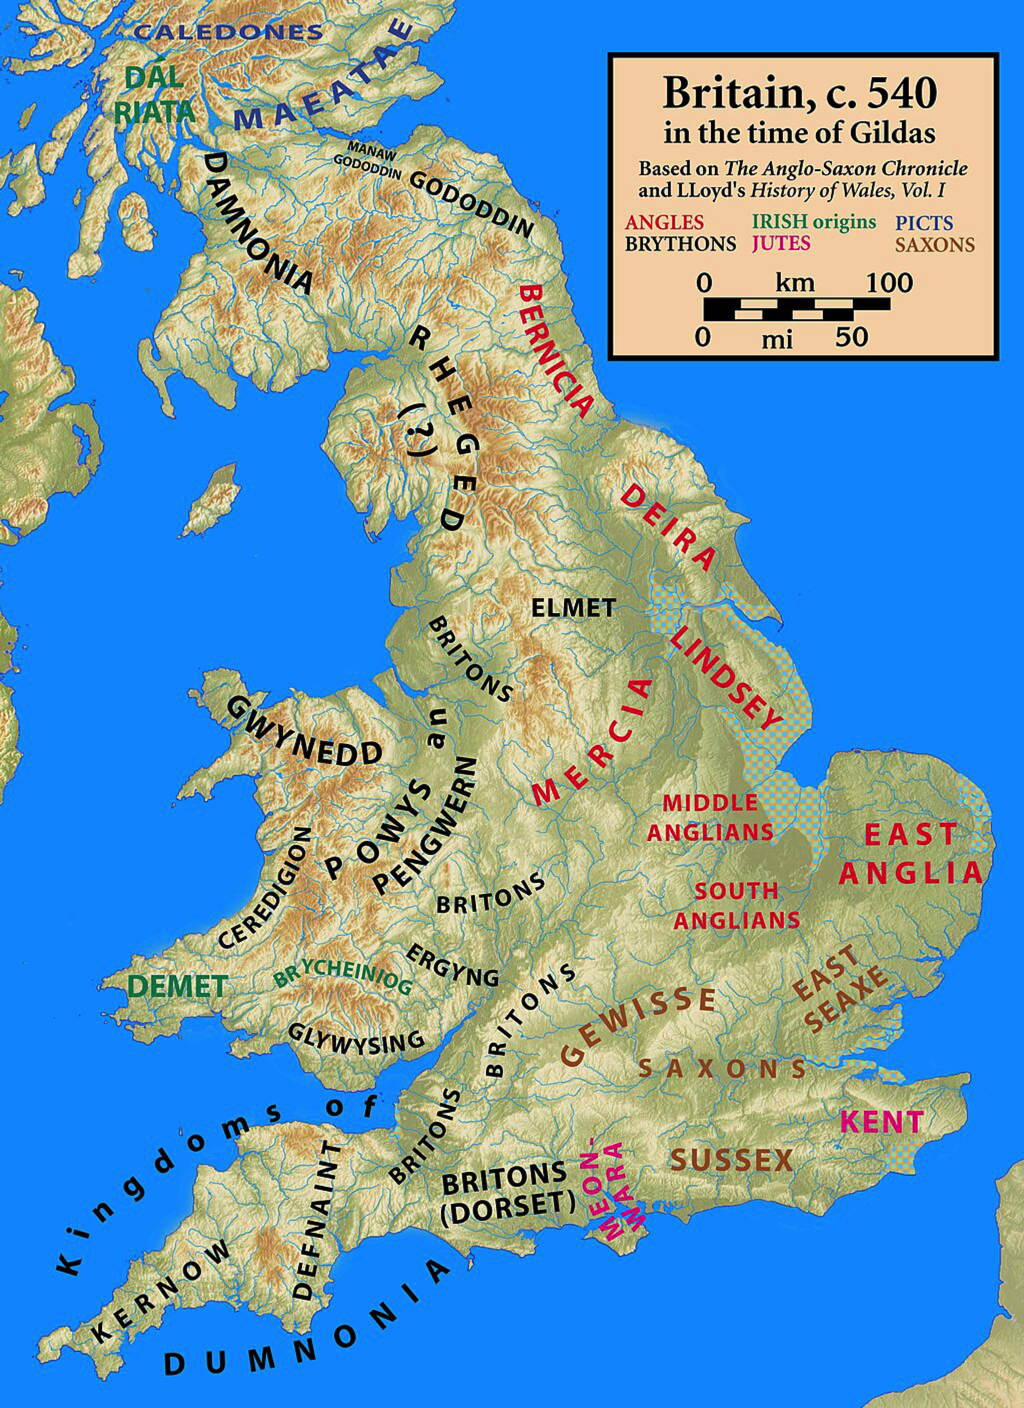 CALEDONES
DÁL
RIATA
MAEATAE
Britain, c. 540
in the time of Gildas
Based on The Anglo-Saxon Chronicle
and LLoyd's History of Wales, Vol. I
ANGLES IRISH origins PICTS
BRYTHONS JUTES SAXONS
0 km 100
0 mi 50
MANAW
GODODDIN
GODODDIN
DAMNONIA
BERNICIA
RHEGED
(?)
DEIRA
ELMET
BRITONS
LINDSEY
MERCIA
GWYNEDD
POWYS an
PENGWERN
MIDDLE
ANGLIANS
EAST
ANGLIA
CEREDIGION
BRITONS
SOUTH
ANGLIANS
DEMET
BRYCHEINIOG
ERGYNG
GLYWYSING
BRITONS
GEWISSE
EAST
SEAXE
SAXONS
KENT
Kingdoms of
BRITONS
BRITONS
(DORSET)
MEON-
WARA
SUSSEX
DEFNAINT
KERNOW
DUMNONIA